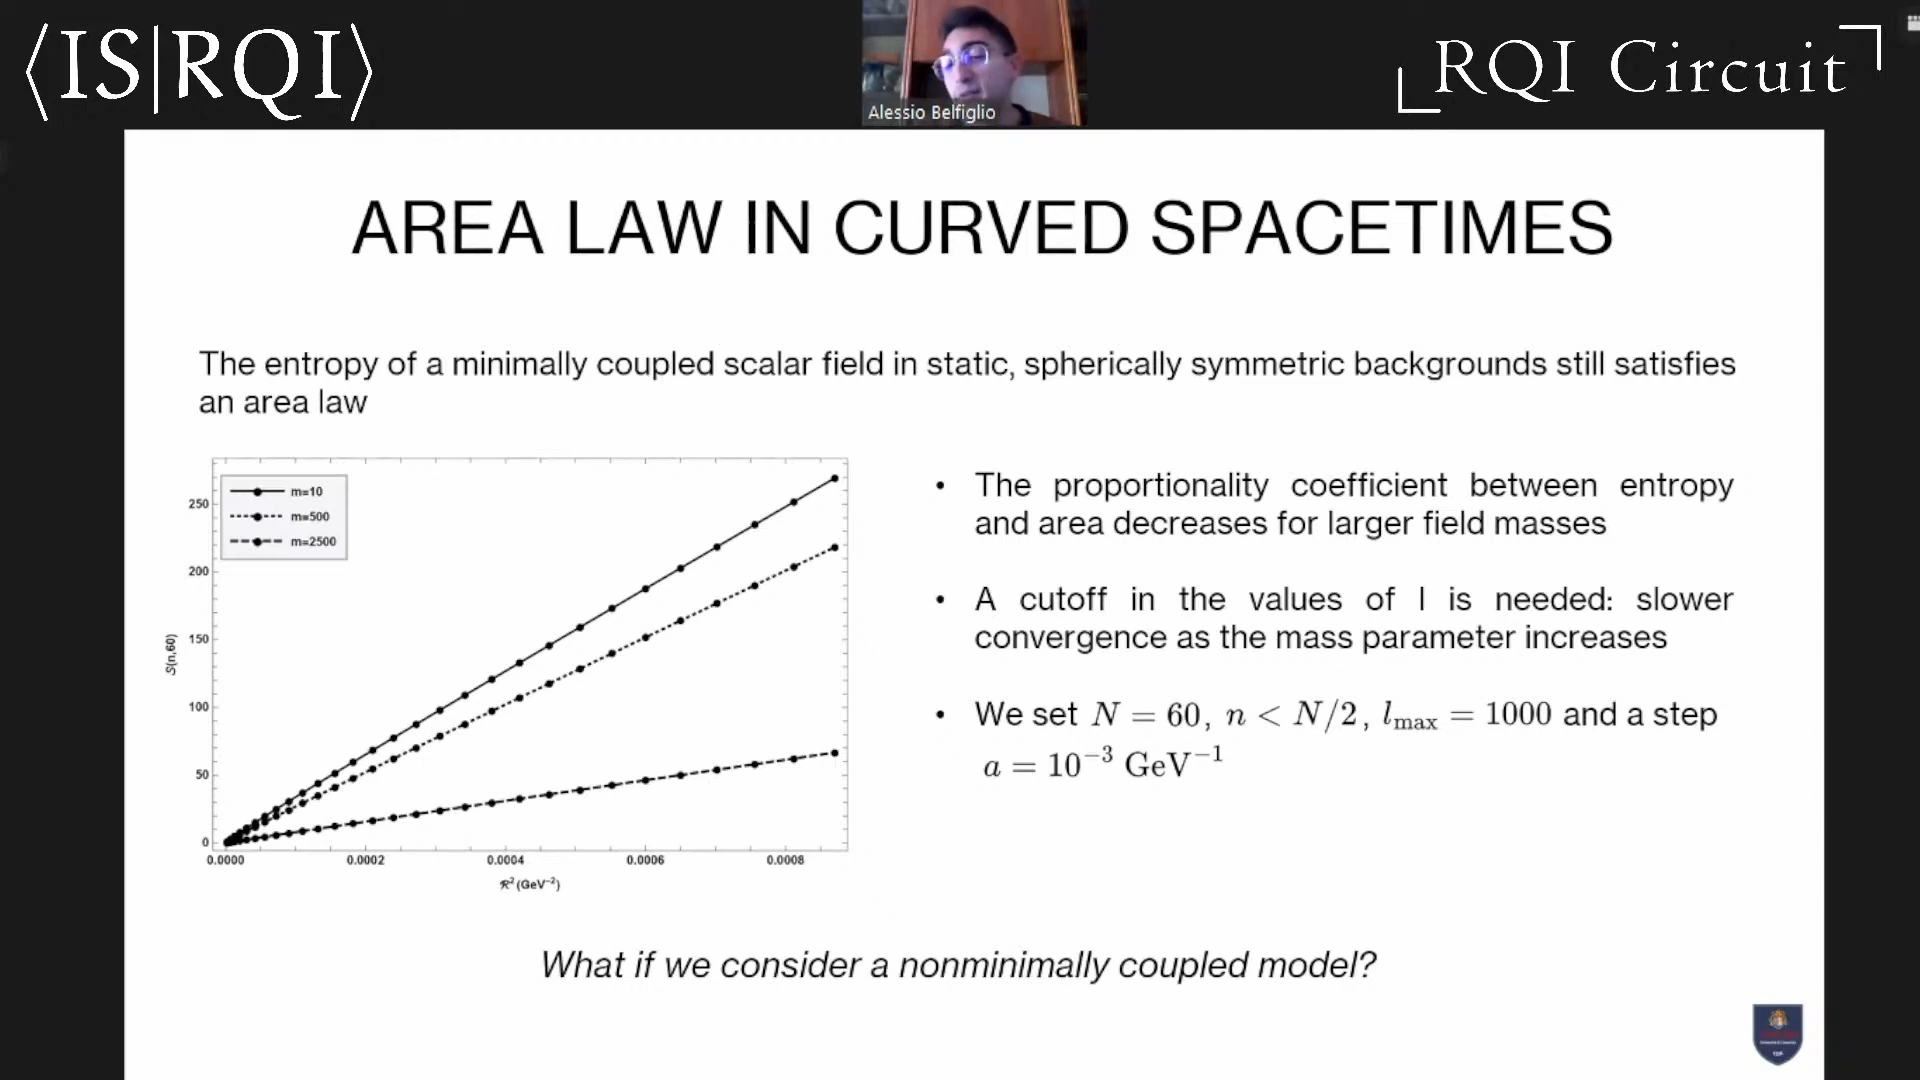 ⟨IS|RQI⟩
RQI Circuit
Alessio Belfiglio
AREA LAW IN CURVED SPACETIMES
The entropy of a minimally coupled scalar field in static, spherically symmetric backgrounds still satisfies
an area law
m=10
m=500
m=2500
250
200
150
100
50
0
S(n,60)
0.0000 0.0002 0.0004 0.0006 0.0008
R² (GeV⁻²)
• The proportionality coefficient between entropy
and area decreases for larger field masses
• A cutoff in the values of l is needed: slower
convergence as the mass parameter increases
• We set N = 60, n < N/2, l_max = 1000 and a step
a = 10⁻³ GeV⁻¹
What if we consider a nonminimally coupled model?